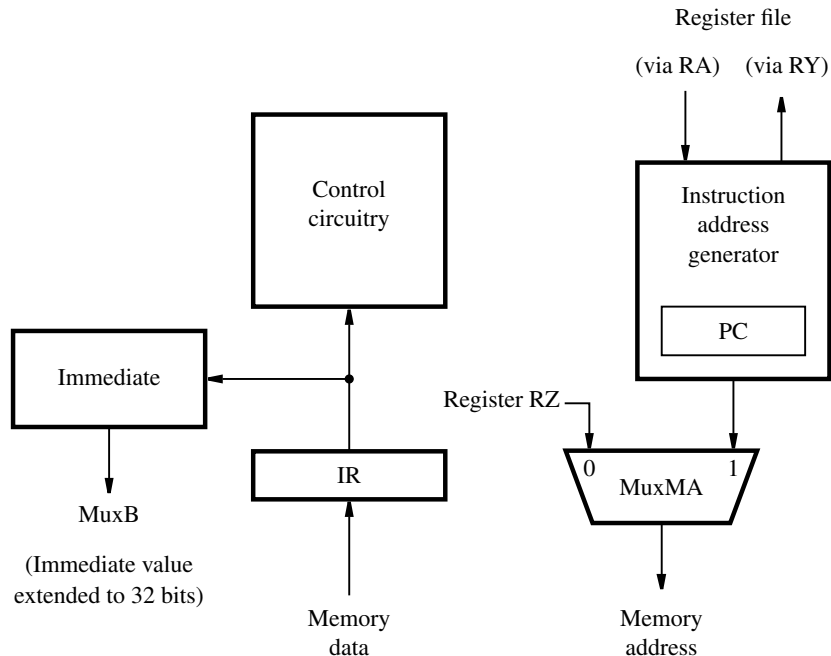 Register file
(via RA)
(via RY)
Control
circuitry
Instruction
address
generator
PC
Immediate
Register RZ
IR
0
1
MuxMA
MuxB
(Immediate value
extended to 32 bits)
Memory
data
Memory
address